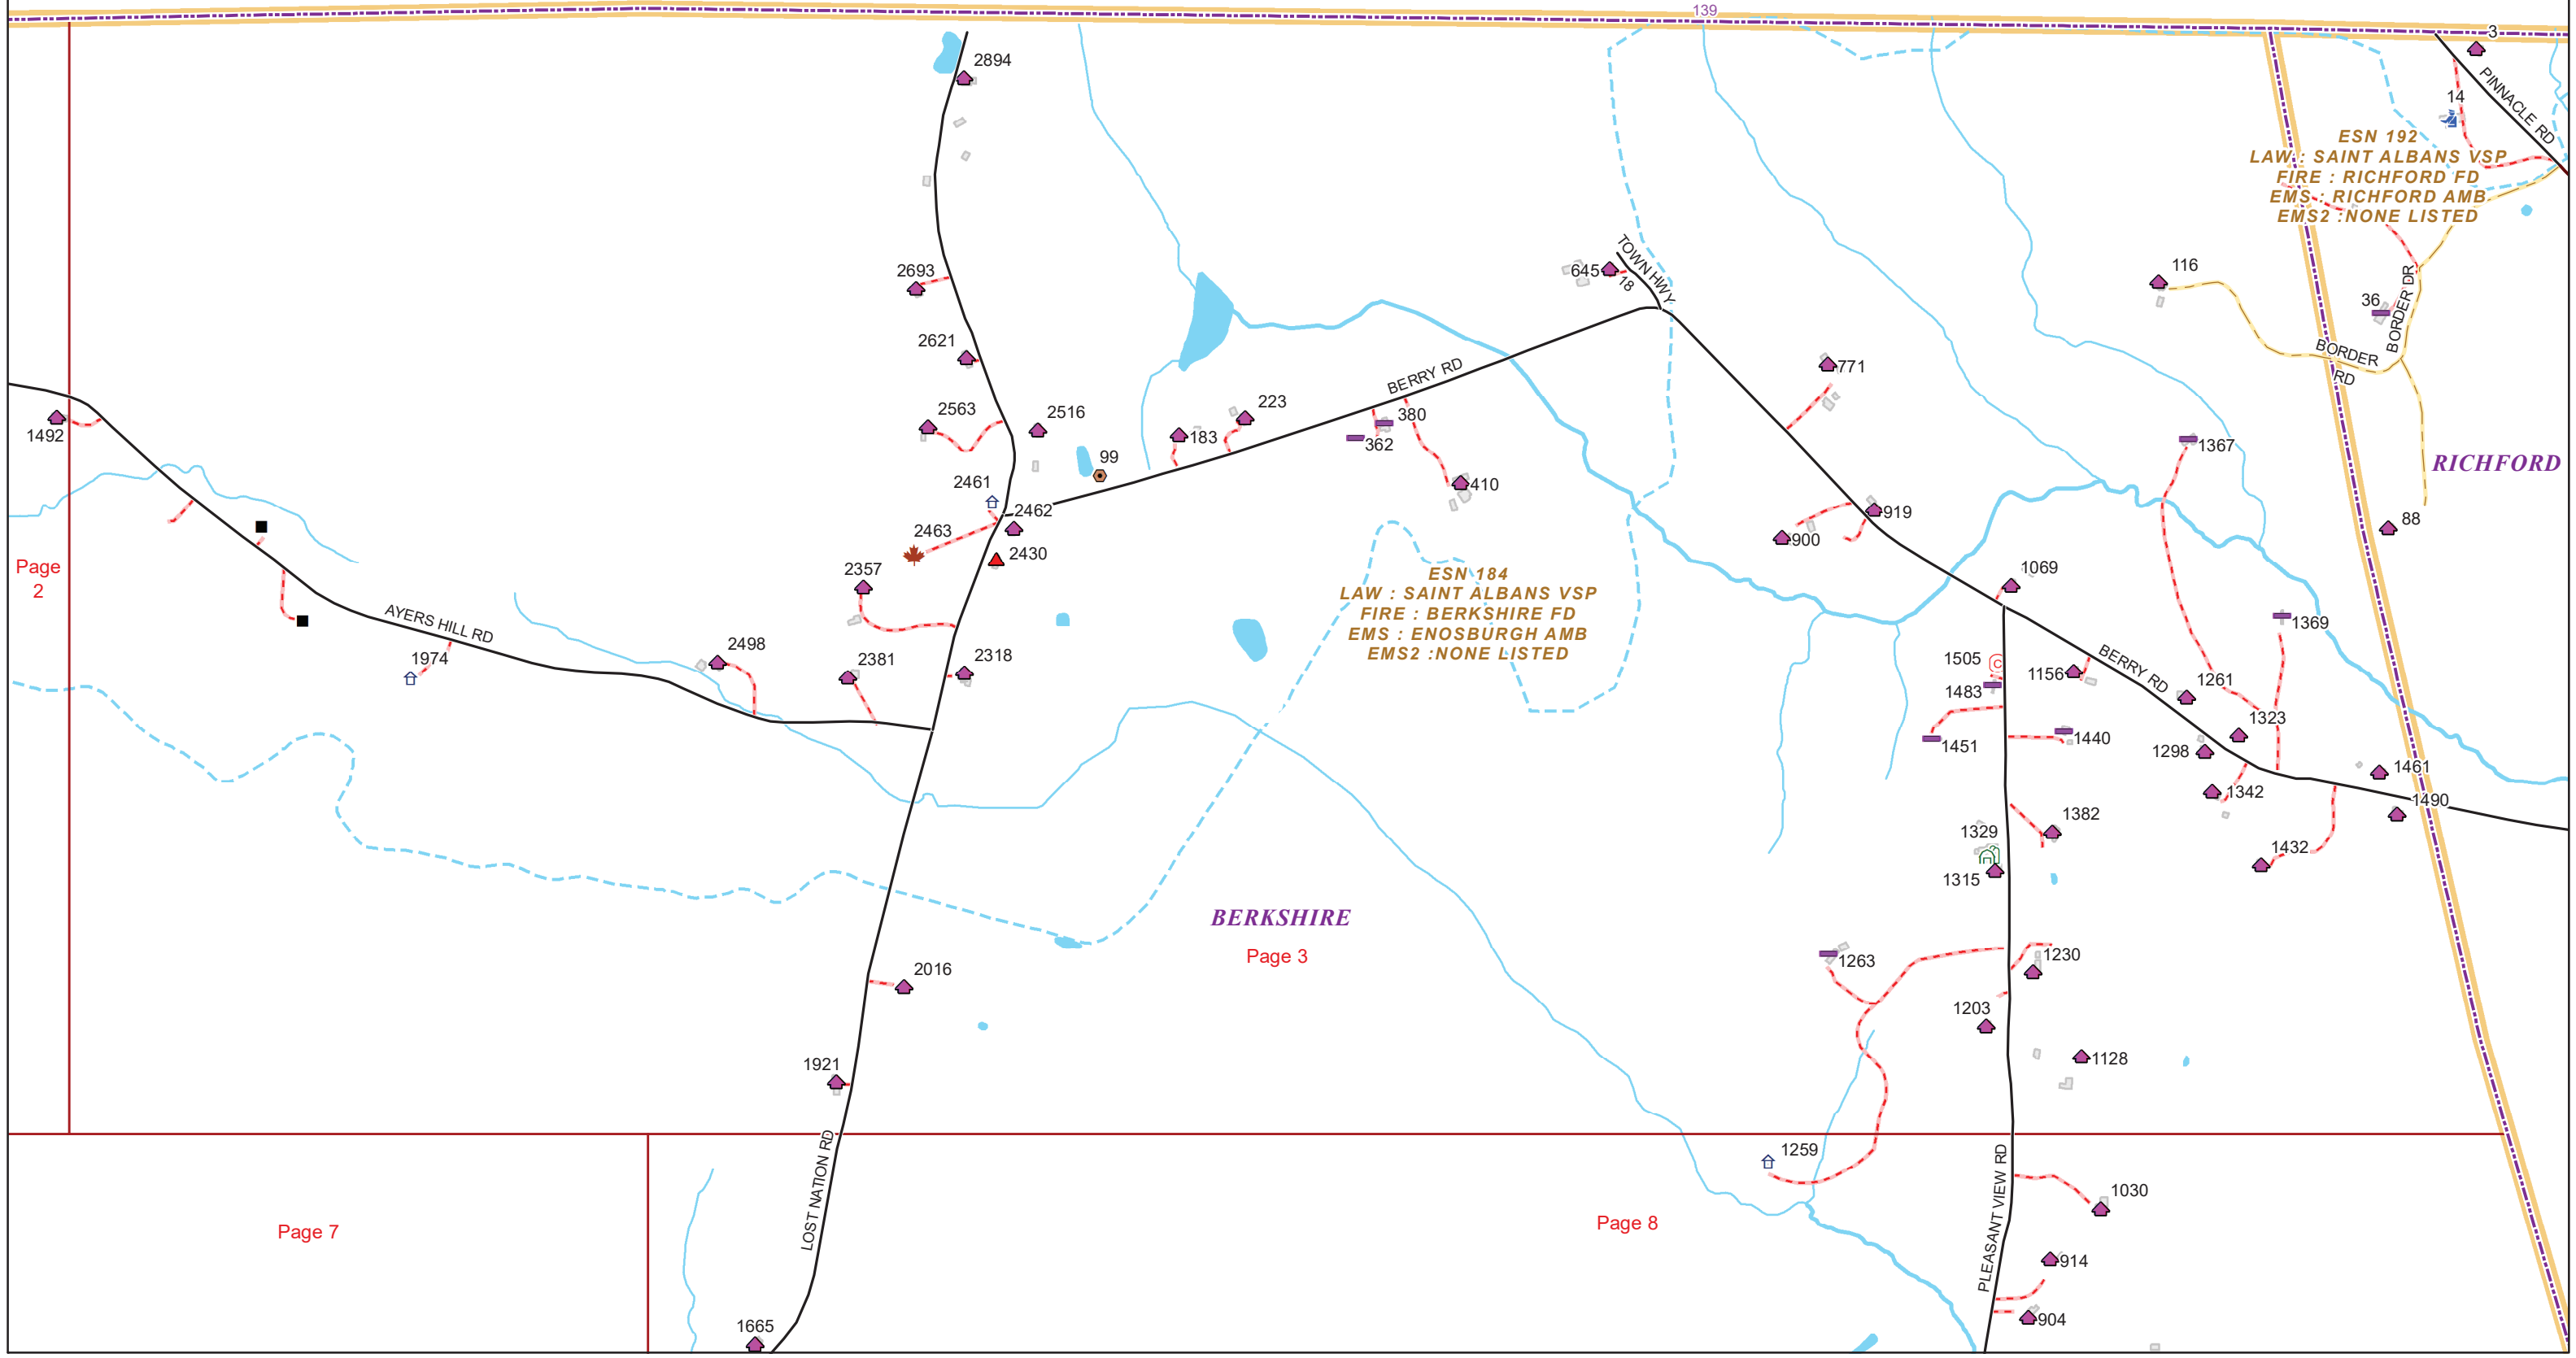 139
3
2894
PINNACLE RD
14
ESN 192
LAW : SAINT ALBANS VSP
FIRE : RICHFORD FD
EMS : RICHFORD AMB
EMS2 :NONE LISTED
2693
645
TOWN HWY
18
116
36
BORDER DR
BORDER
RD
2621
771
BERRY RD
2563
2516
223
380
183
362
1492
99
1367
RICHFORD
410
2461
2462
919
2463
2430
900
88
Page
2
2357
1069
ESN 184
LAW : SAINT ALBANS VSP
FIRE : BERKSHIRE FD
EMS : ENOSBURGH AMB
EMS2 :NONE LISTED
AYERS HILL RD
1369
1974
2498
2381
2318
1505
C
1156
BERRY RD
1261
1483
1323
1451
1440
1298
1461
1342
1490
1382
1329
1432
1315
BERKSHIRE
Page 3
1263
1230
2016
1203
1128
1921
LOST NATION RD
1259
PLEASANT VIEW RD
1030
Page 7
Page 8
914
904
1665